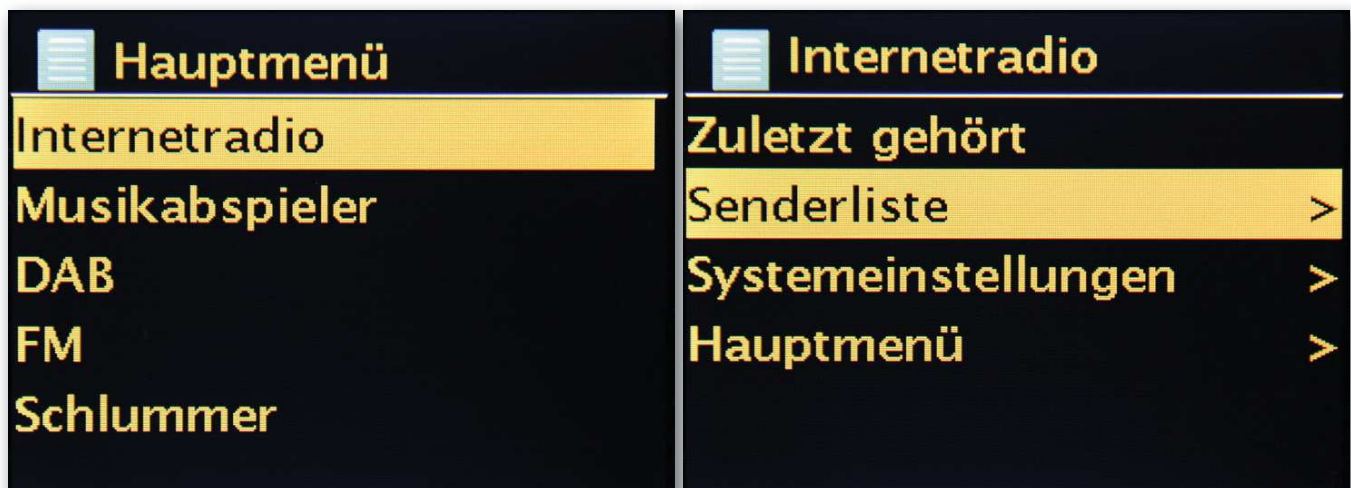 Hauptmenü
Internetradio
Musikabspieler
DAB
FM
Schlummer
Internetradio
Zuletzt gehört
Senderliste >
Systemeinstellungen >
Hauptmenü >